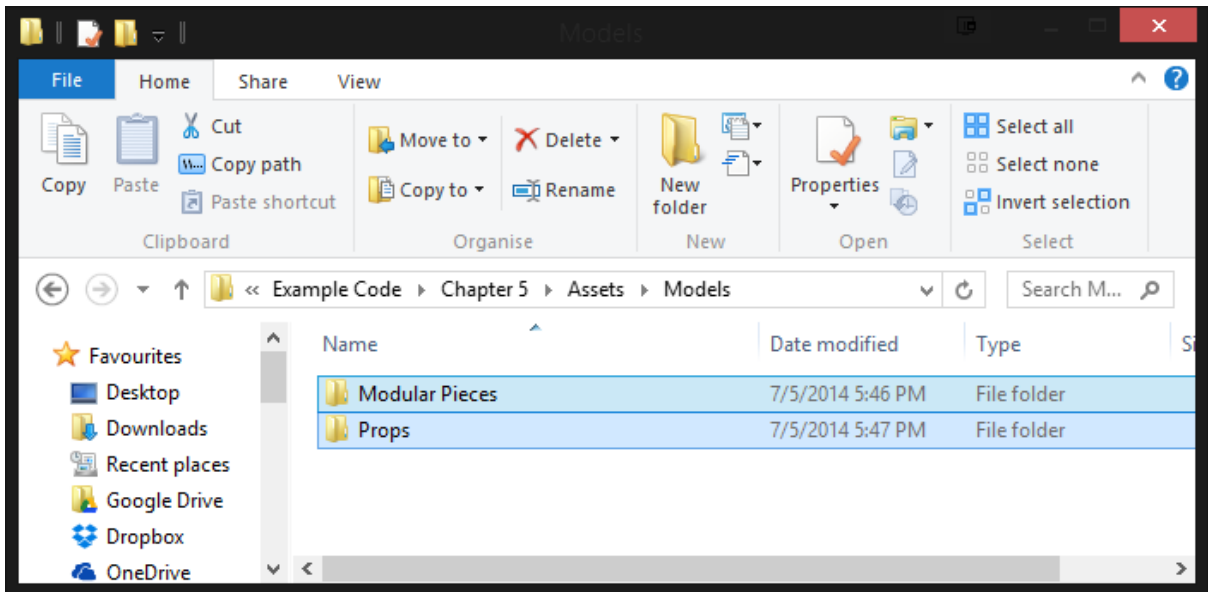 Models
File Home Share View
Copy
Paste
Cut
Copy path
Paste shortcut
Clipboard
Move to
Copy to
Delete
Rename
Organise
New
folder
New
Properties
Open
Select all
Select none
Invert selection
Select
« Example Code Chapter 5 Assets Models
Search M...
Favourites
Desktop
Downloads
Recent places
Google Drive
Dropbox
OneDrive
Name Date modified Type Si
Modular Pieces 7/5/2014 5:46 PM File folder
Props 7/5/2014 5:47 PM File folder